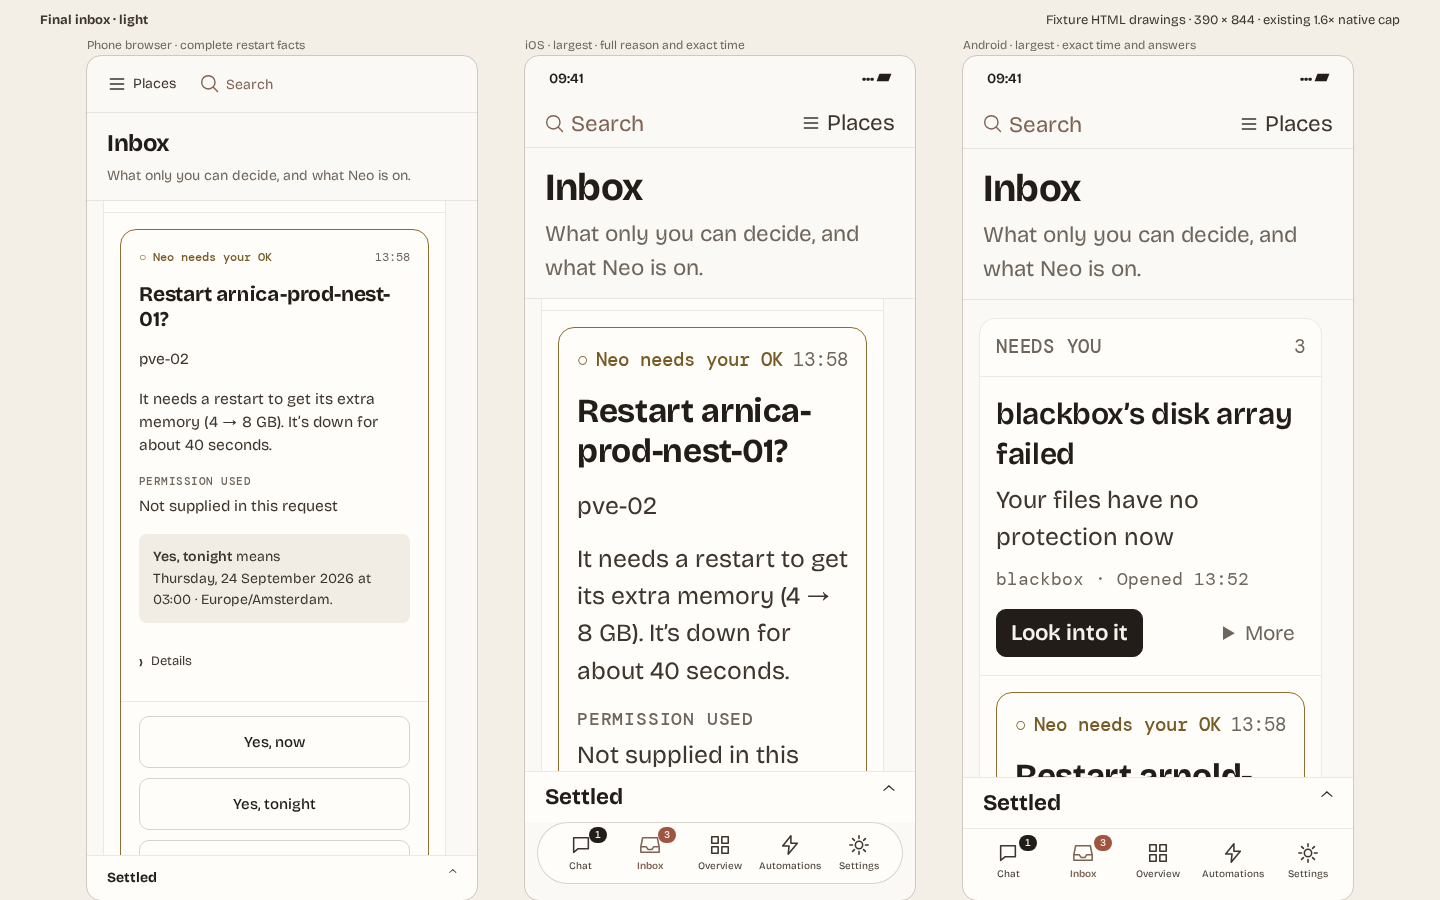 Final inbox · light
Fixture HTML drawings · 390 × 844 · existing 1.6× native cap
Phone browser · complete restart facts
Places
Search
Inbox
What only you can decide, and what Neo is on.
Neo needs your OK
13:58
Restart arnica-prod-nest-
01?
pve-02
It needs a restart to get its extra
memory (4 → 8 GB). It’s down for
about 40 seconds.
PERMISSION USED
Not supplied in this request
Yes, tonight means
Thursday, 24 September 2026 at
03:00 · Europe/Amsterdam.
Details
Yes, now
Yes, tonight
Settled
iOS · largest · full reason and exact time
09:41
Search
Places
Inbox
What only you can decide, and
what Neo is on.
Neo needs your OK 13:58
Restart arnica-
prod-nest-01?
pve-02
It needs a restart to get
its extra memory (4 →
8 GB). It’s down for
about 40 seconds.
PERMISSION USED
Not supplied in this
Settled
1
3
Chat
Inbox
Overview
Automations
Settings
Android · largest · exact time and answers
09:41
Search
Places
Inbox
What only you can decide, and
what Neo is on.
NEEDS YOU
3
blackbox’s disk array
failed
Your files have no
protection now
blackbox · Opened 13:52
Look into it
More
Neo needs your OK 13:58
Restart arnold-
Settled
1
3
Chat
Inbox
Overview
Automations
Settings